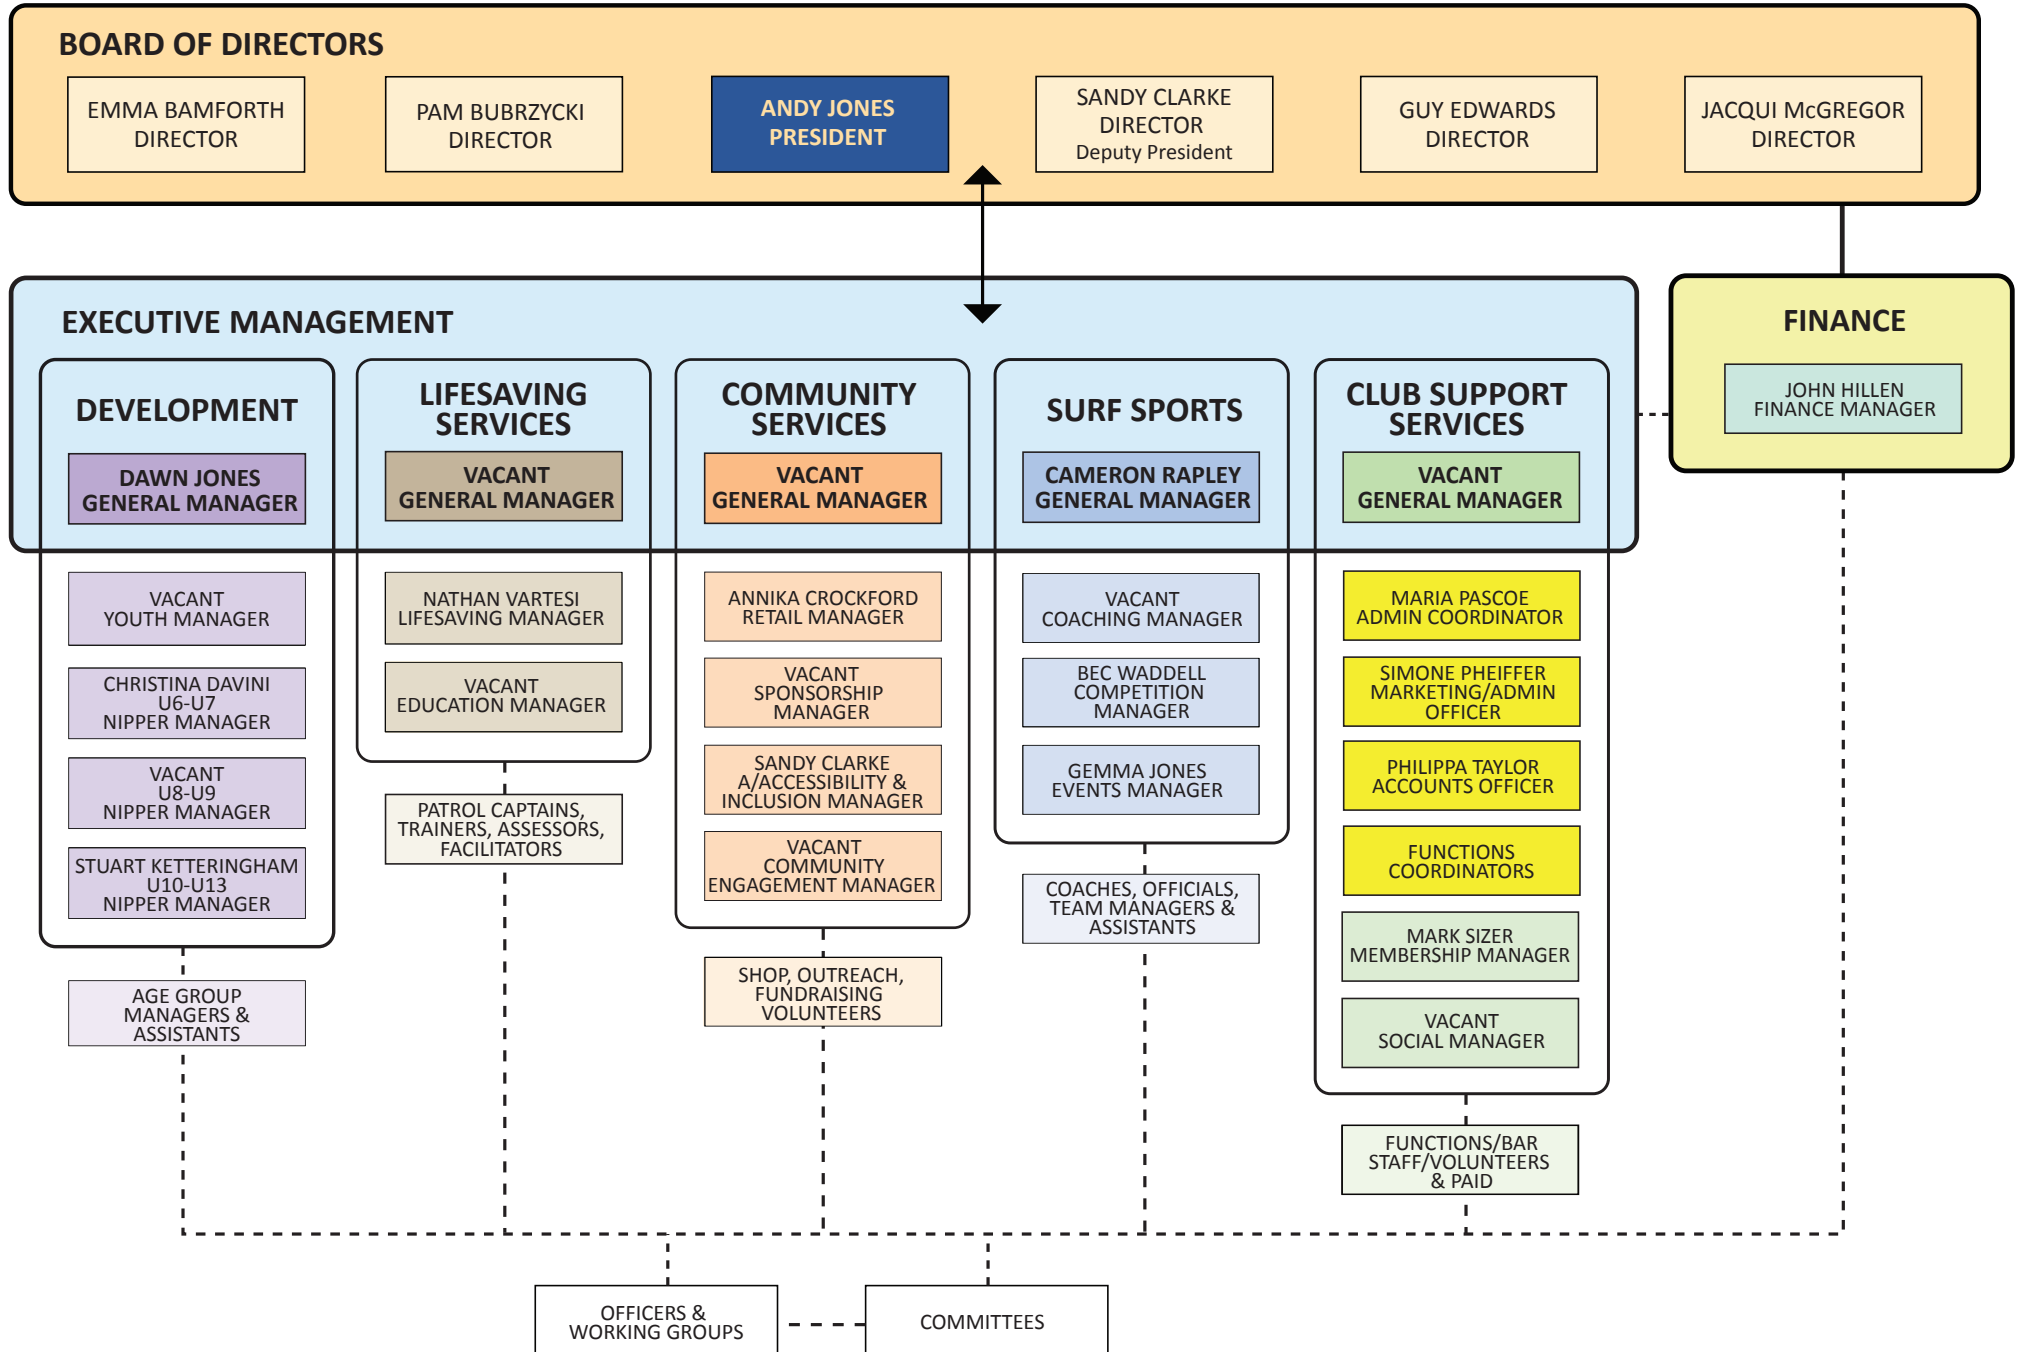 BOARD OF DIRECTORS
EMMA BAMFORTH
DIRECTOR
PAM BUBRZYCKI
DIRECTOR
ANDY JONES
PRESIDENT
SANDY CLARKE
DIRECTOR
Deputy President
GUY EDWARDS
DIRECTOR
JACQUI McGREGOR
DIRECTOR
EXECUTIVE MANAGEMENT
FINANCE
JOHN HILLEN
FINANCE MANAGER
DEVELOPMENT
DAWN JONES
GENERAL MANAGER
VACANT
YOUTH MANAGER
CHRISTINA DAVINI
U6-U7
NIPPER MANAGER
VACANT
U8-U9
NIPPER MANAGER
STUART KETTERINGHAM
U10-U13
NIPPER MANAGER
AGE GROUP
MANAGERS &
ASSISTANTS
LIFESAVING
SERVICES
VACANT
GENERAL MANAGER
NATHAN VARTESI
LIFESAVING MANAGER
VACANT
EDUCATION MANAGER
PATROL CAPTAINS,
TRAINERS, ASSESSORS,
FACILITATORS
COMMUNITY
SERVICES
VACANT
GENERAL MANAGER
ANNIKA CROCKFORD
RETAIL MANAGER
VACANT
SPONSORSHIP
MANAGER
SANDY CLARKE
A/ACCESSIBILITY &
INCLUSION MANAGER
VACANT
COMMUNITY
ENGAGEMENT MANAGER
SHOP, OUTREACH,
FUNDRAISING
VOLUNTEERS
SURF SPORTS
CAMERON RAPLEY
GENERAL MANAGER
VACANT
COACHING MANAGER
BEC WADDELL
COMPETITION
MANAGER
GEMMA JONES
EVENTS MANAGER
COACHES, OFFICIALS,
TEAM MANAGERS &
ASSISTANTS
CLUB SUPPORT
SERVICES
VACANT
GENERAL MANAGER
MARIA PASCOE
ADMIN COORDINATOR
SIMONE PHEIFFER
MARKETING/ADMIN
OFFICER
PHILIPPA TAYLOR
ACCOUNTS OFFICER
FUNCTIONS
COORDINATORS
MARK SIZER
MEMBERSHIP MANAGER
VACANT
SOCIAL MANAGER
FUNCTIONS/BAR
STAFF/VOLUNTEERS
& PAID
OFFICERS &
WORKING GROUPS
COMMITTEES